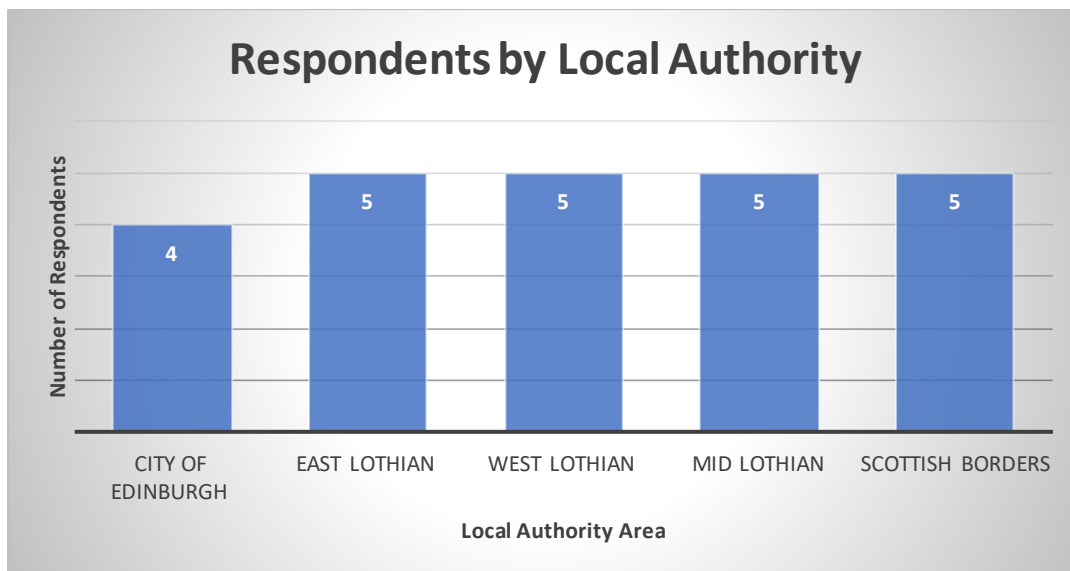 Respondents by Local Authority
Number of Respondents
4
5
5
5
5
CITY OF
EDINBURGH
EAST LOTHIAN
WEST LOTHIAN
MID LOTHIAN
SCOTTISH BORDERS
Local Authority Area